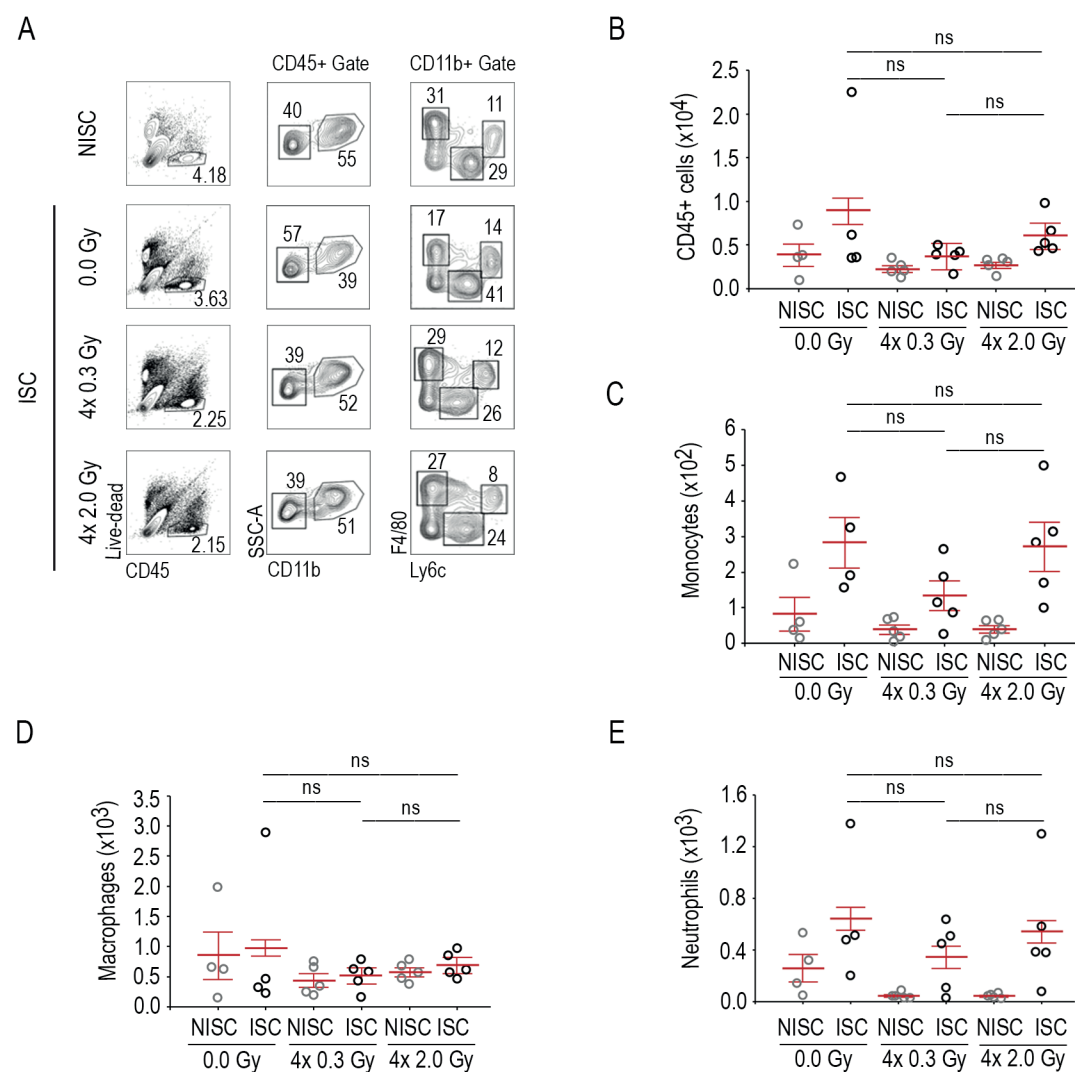 A
CD45+ Gate
CD11b+ Gate
NISC
4.18
40
55
31
11
29
ISC
0.0 Gy
3.63
57
39
17
14
41
4x 0.3 Gy
2.25
39
52
29
12
26
4x 2.0 Gy
Live-dead
2.15
CD45
SSC-A
39
51
CD11b
F4/80
27
8
24
Ly6c
B
ns
ns
ns
CD45+ cells (x10⁴)
2.5
2.0
1.5
1.0
0.5
0.0
NISC ISC NISC ISC NISC ISC
0.0 Gy 4x 0.3 Gy 4x 2.0 Gy
C
ns
ns
ns
Monocytes (x10²)
6
5
4
3
2
1
0
NISC ISC NISC ISC NISC ISC
0.0 Gy 4x 0.3 Gy 4x 2.0 Gy
D
ns
ns
ns
Macrophages (x10³)
3.5
3.0
2.5
2.0
1.5
1.0
0.5
0.0
NISC ISC NISC ISC NISC ISC
0.0 Gy 4x 0.3 Gy 4x 2.0 Gy
E
ns
ns
ns
Neutrophils (x10³)
1.6
1.2
0.8
0.4
0.0
NISC ISC NISC ISC NISC ISC
0.0 Gy 4x 0.3 Gy 4x 2.0 Gy